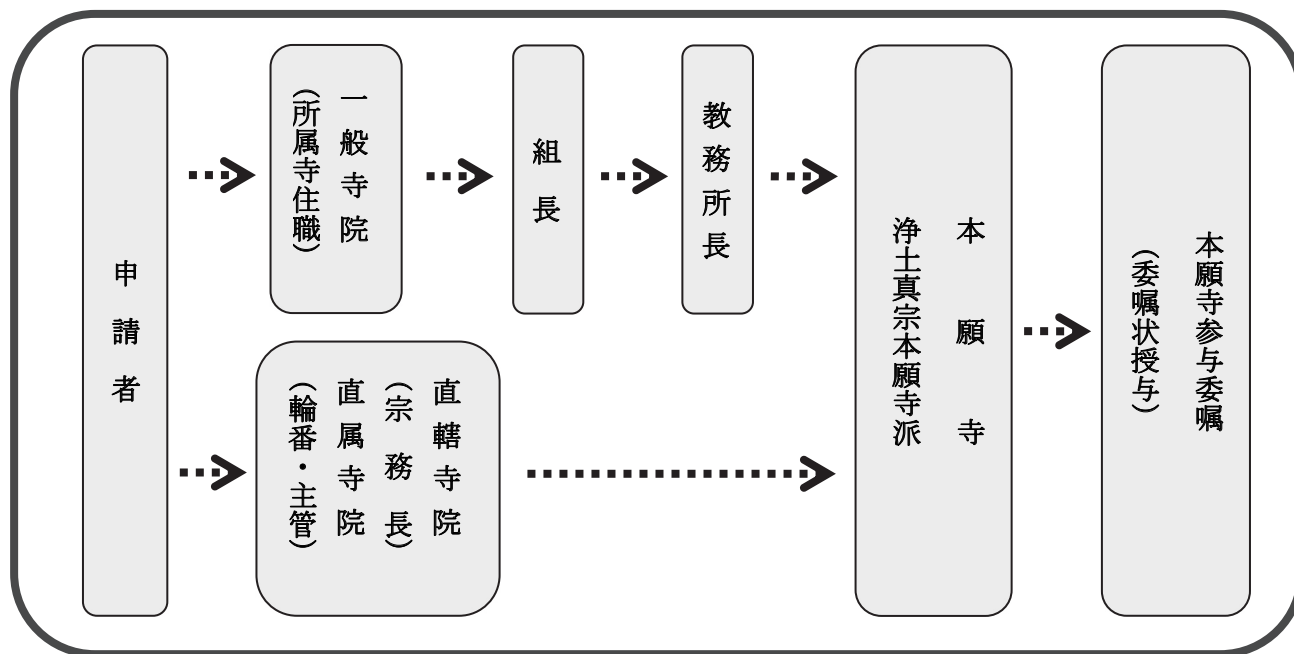 申請者
一般寺院
（所属寺住職）
組長
教務所長
直轄寺院
（宗務長）
直属寺院
（輪番・主管）
本願寺
浄土真宗本願寺派
本願寺参与委嘱
（委嘱状授与）